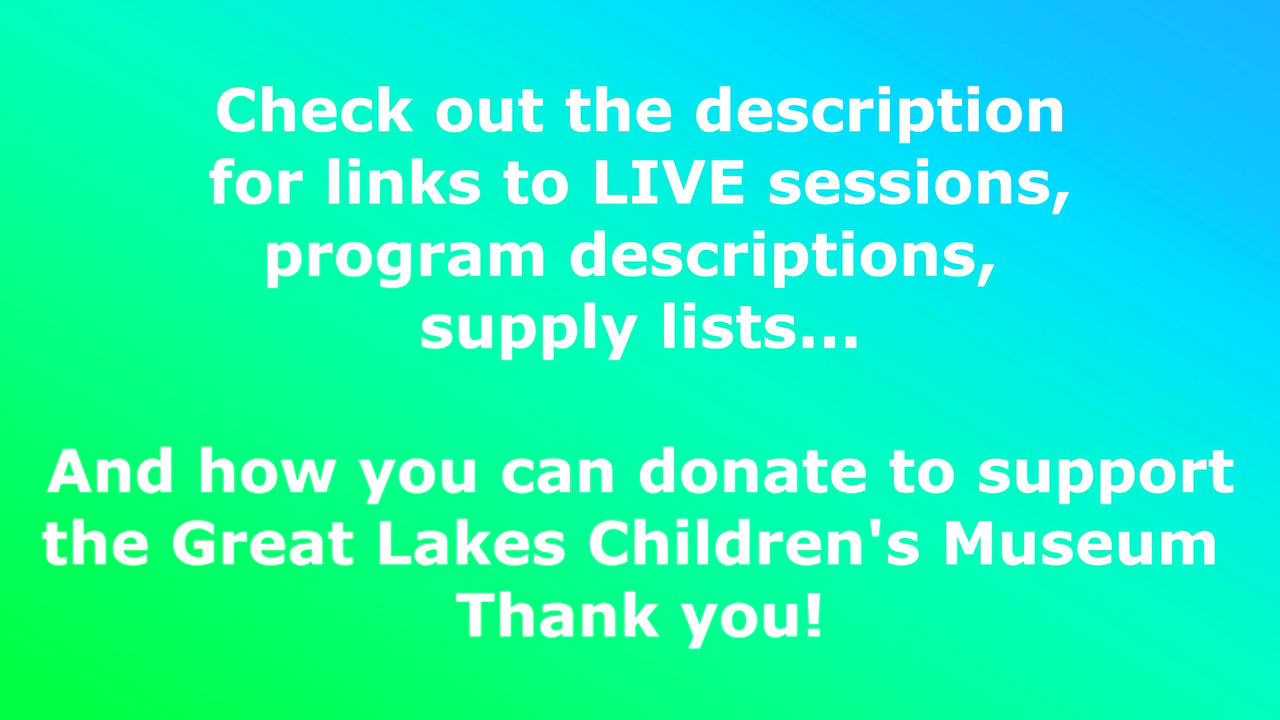 Check out the description
for links to LIVE sessions,
program descriptions,
supply lists...
And how you can donate to support
the Great Lakes Children's Museum
Thank you!